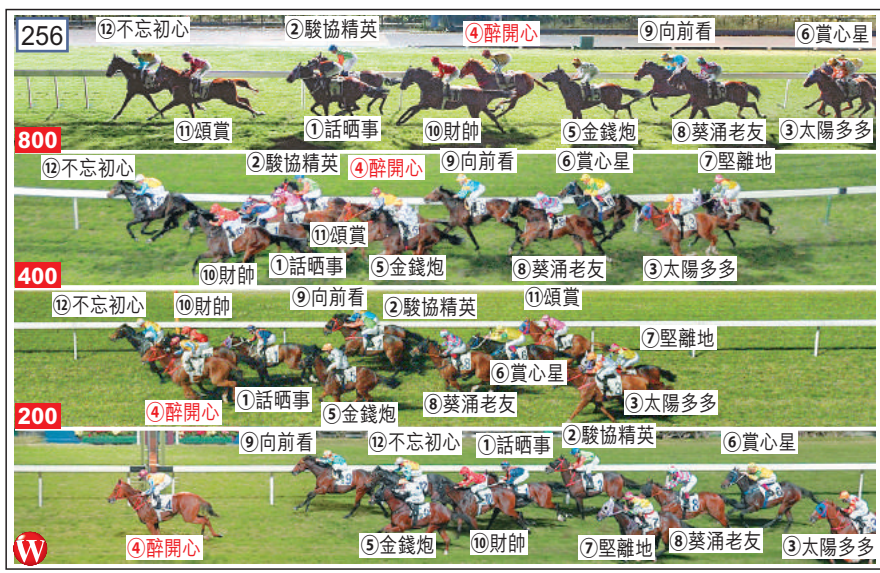 256
⑫不忘初心
②駿協精英
④醉開心
⑨向前看
⑥賞心星
⑪頌賞
①話晒事
⑩財帥
⑤金錢炮
⑧葵涌老友
③太陽多多
800
⑫不忘初心
②駿協精英
④醉開心
⑨向前看
⑥賞心星
⑦堅離地
⑪頌賞
⑩財帥
①話晒事
⑤金錢炮
⑧葵涌老友
③太陽多多
400
⑫不忘初心
⑩財帥
⑨向前看
②駿協精英
⑪頌賞
⑦堅離地
⑥賞心星
④醉開心
①話晒事
⑤金錢炮
⑧葵涌老友
③太陽多多
200
⑨向前看
⑫不忘初心
①話晒事
②駿協精英
⑥賞心星
④醉開心
⑤金錢炮
⑩財帥
⑦堅離地
⑧葵涌老友
③太陽多多
W